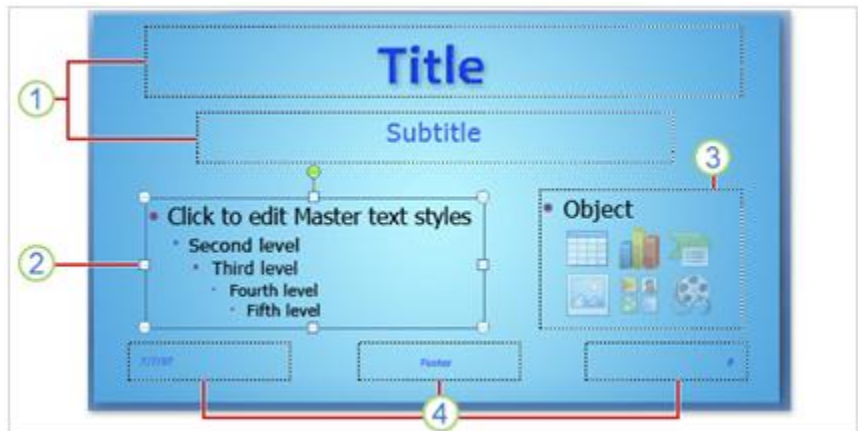 Title
1
Subtitle
3
Click to edit Master text styles
Second level
Third level
Fourth level
Fifth level
2
Object
Footer
#
4